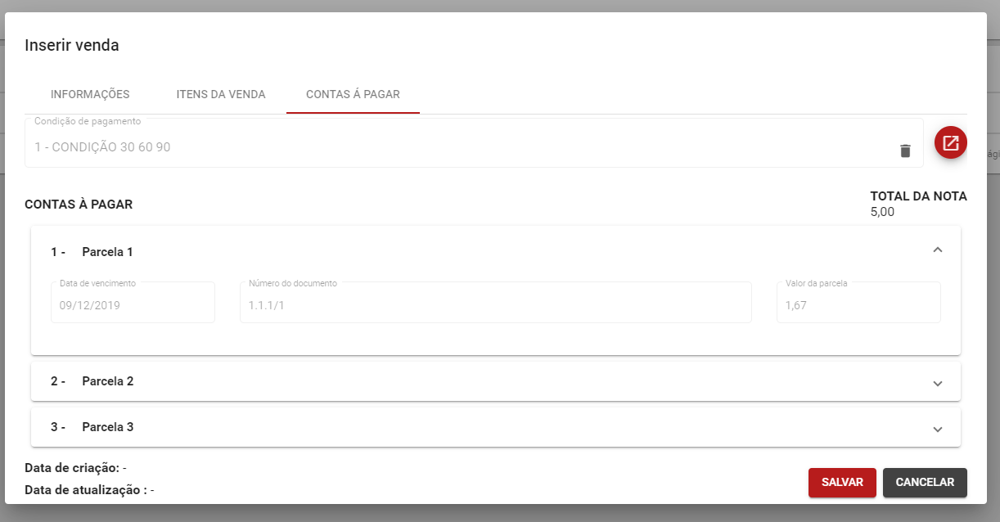 Inserir venda
INFORMAÇÕES ITENS DA VENDA CONTAS Á PAGAR
Condição de pagamento
1 - CONDIÇÃO 30 60 90
ági
CONTAS À PAGAR
TOTAL DA NOTA
5,00
1 - Parcela 1
Data de vencimento Número do documento Valor da parcela
09/12/2019 1.1.1/1 1,67
2 - Parcela 2
3 - Parcela 3
Data de criação: -
Data de atualização : -
SALVAR CANCELAR